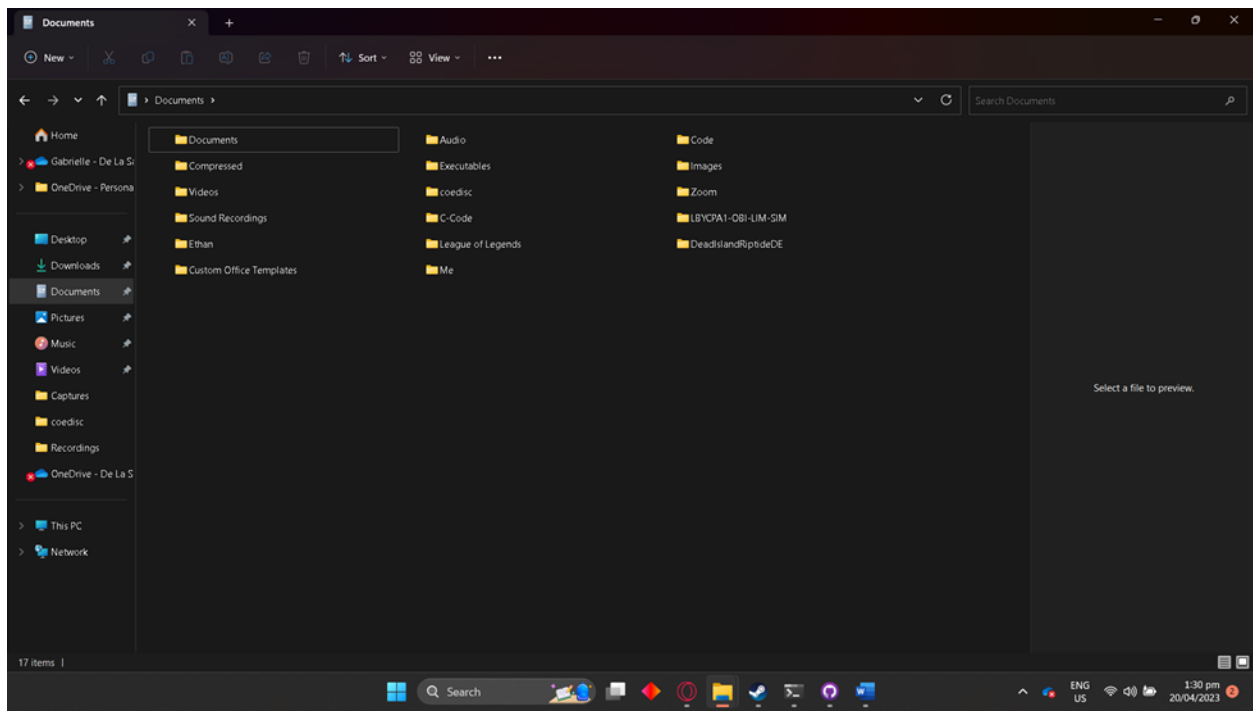 Documents
New
Sort
View
Documents
Search Documents
Home
Gabrielle - De La Sa
OneDrive - Persona
Desktop
Downloads
Documents
Pictures
Music
Videos
Captures
coedisc
Recordings
OneDrive - De La S
This PC
Network
Documents Audio Code
Compressed Executables Images
Videos coedisc Zoom
Sound Recordings C-Code LBYCPA1-OBI-LIM-SIM
Ethan League of Legends DeadIslandRiptideDE
Custom Office Templates Me
Select a file to preview.
17 items
Search
ENG
US
1:30 pm
20/04/2023
2